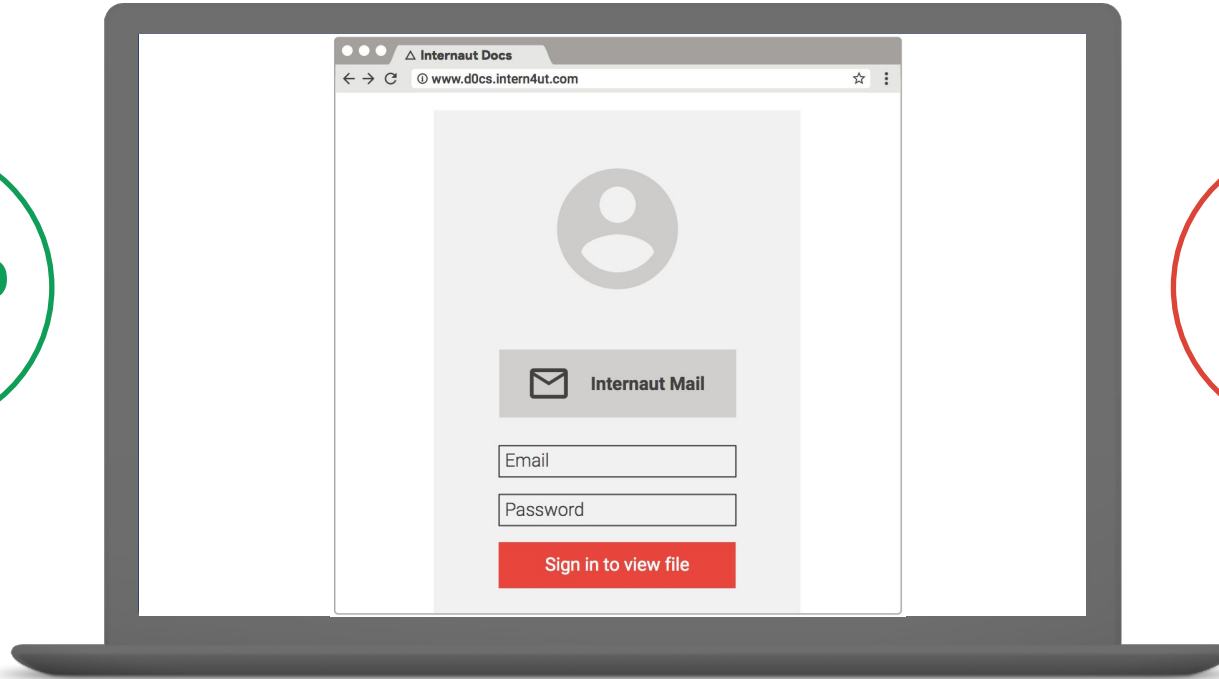 Internaut Docs
www.d0cs.intern4ut.com
Internaut Mail
Email
Password
Sign in to view file